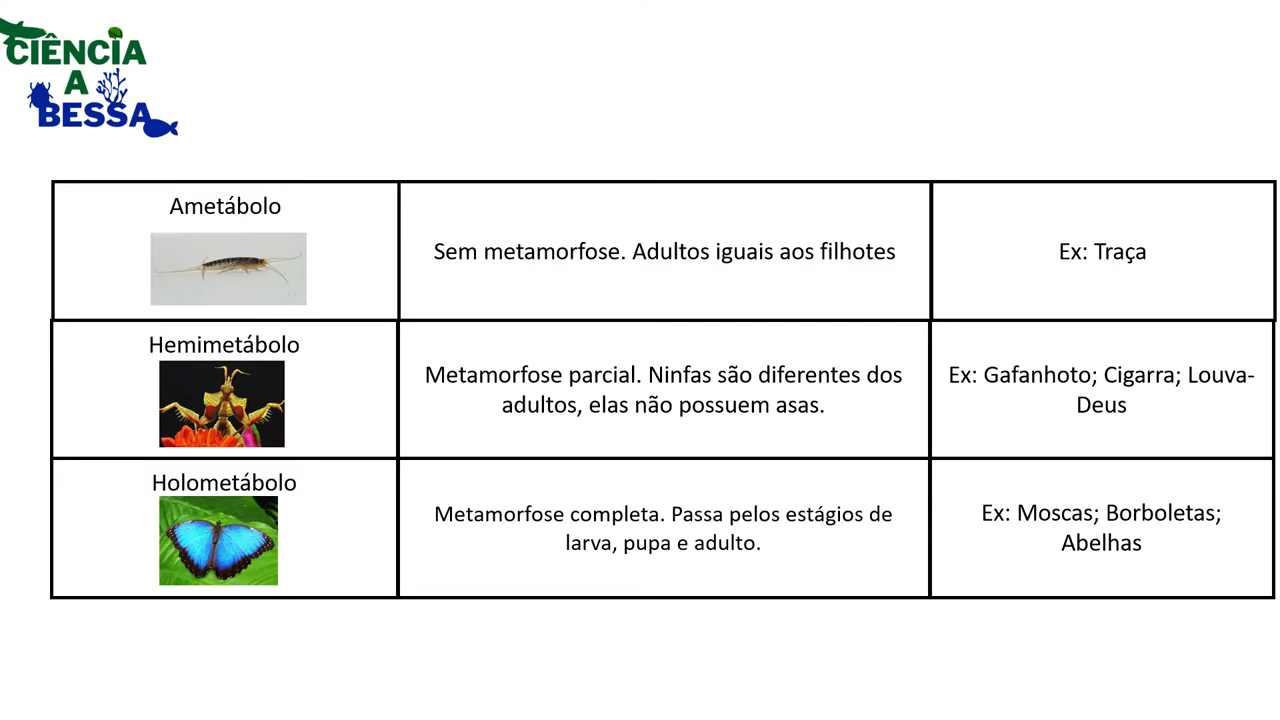 CIÊNCIA
A
BESSA
Ametábolo
Sem metamorfose. Adultos iguais aos filhotes
Ex: Traça
Hemimetábolo
Metamorfose parcial. Ninfas são diferentes dos
adultos, elas não possuem asas.
Ex: Gafanhoto; Cigarra; Louva-
Deus
Holometábolo
Metamorfose completa. Passa pelos estágios de
larva, pupa e adulto.
Ex: Moscas; Borboletas;
Abelhas